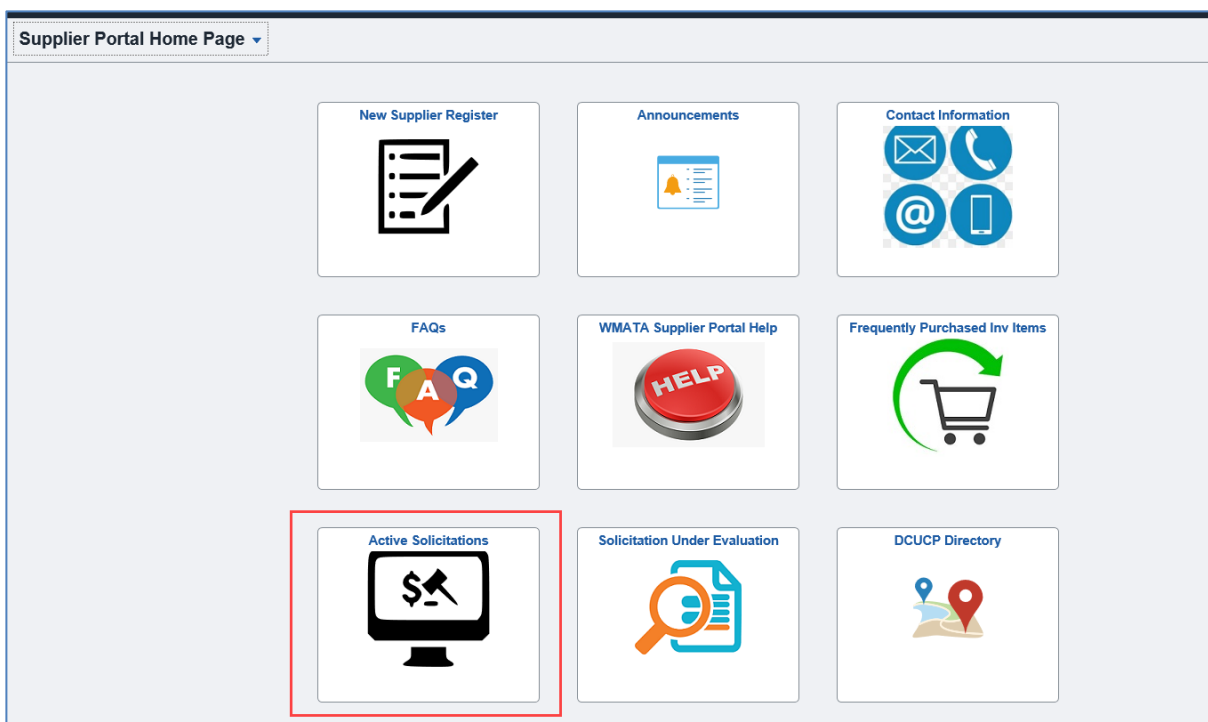 Supplier Portal Home Page
New Supplier Register
Announcements
Contact Information
@
FAQs
WMATA Supplier Portal Help
Frequently Purchased Inv Items
F A Q
HELP
Active Solicitations
Solicitation Under Evaluation
DCUCP Directory
$